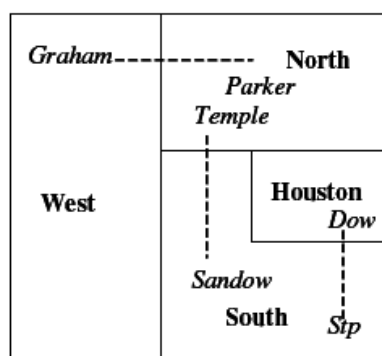 Graham
North
Parker
Temple
West
Houston
Dow
Sandow
South
Stp